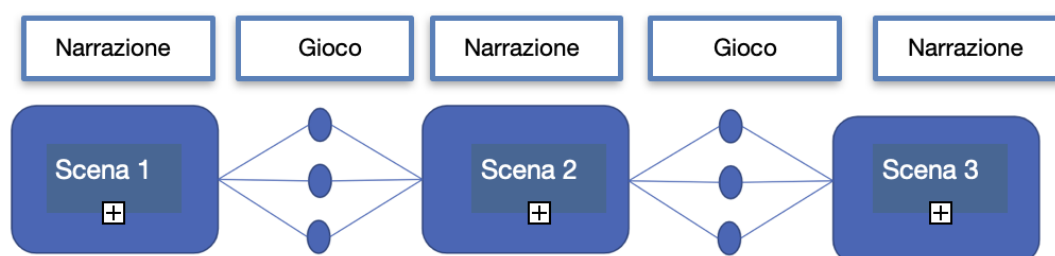 Narrazione
Gioco
Narrazione
Gioco
Narrazione
Scena 1
Scena 2
Scena 3